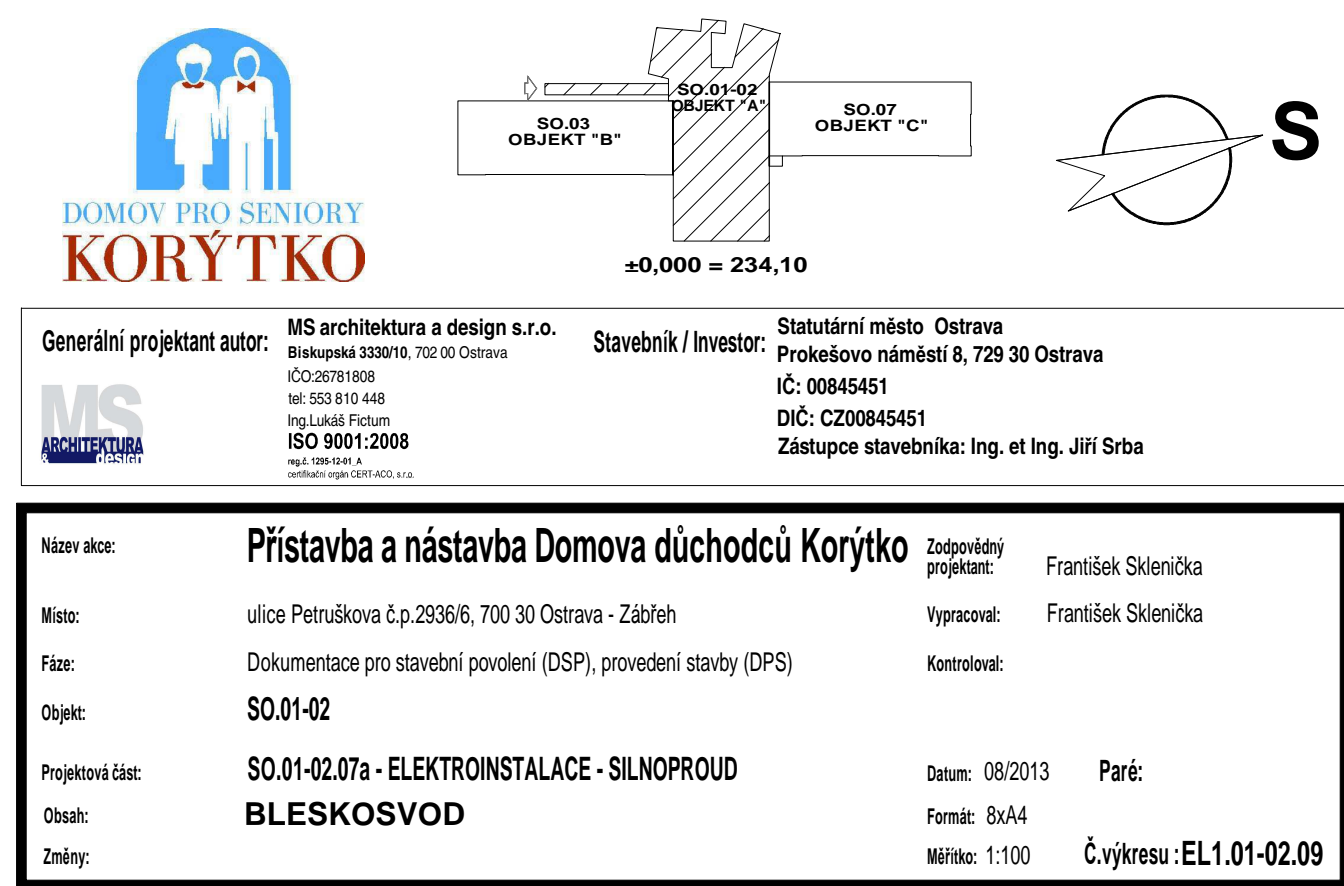 DOMOV PRO SENIORY
KORÝTKO
SO.03
OBJEKT "B"
SO.01-02
OBJEKT "A"
SO.07
OBJEKT "C"
±0,000 = 234,10
S
Generální projektant autor:
MS
ARCHITEKTURA
& design
MS architektura a design s.r.o.
Biskupská 3330/10, 702 00 Ostrava
IČO:26781808
tel: 553 810 448
Ing.Lukáš Fictum
ISO 9001:2008
reg.č. 1295-12-01_A
certifikační orgán CERT-ACO, s.r.o.
Stavebník / Investor:
Statutární město Ostrava
Prokešovo náměstí 8, 729 30 Ostrava
IČ: 00845451
DIČ: CZ00845451
Zástupce stavebníka: Ing. et Ing. Jiří Srba
Název akce: Přístavba a nástavba Domova důchodců Korýtko
Zodpovědný
projektant: František Sklenička
Místo: ulice Petruškova č.p.2936/6, 700 30 Ostrava - Zábřeh
Vypracoval: František Sklenička
Fáze: Dokumentace pro stavební povolení (DSP), provedení stavby (DPS)
Kontroloval:
Objekt: SO.01-02
Projektová část: SO.01-02.07a - ELEKTROINSTALACE - SILNOPROUD
Datum: 08/2013 Paré:
Obsah: BLESKOSVOD
Formát: 8xA4
Změny:
Měřítko: 1:100 Č.výkresu :EL1.01-02.09